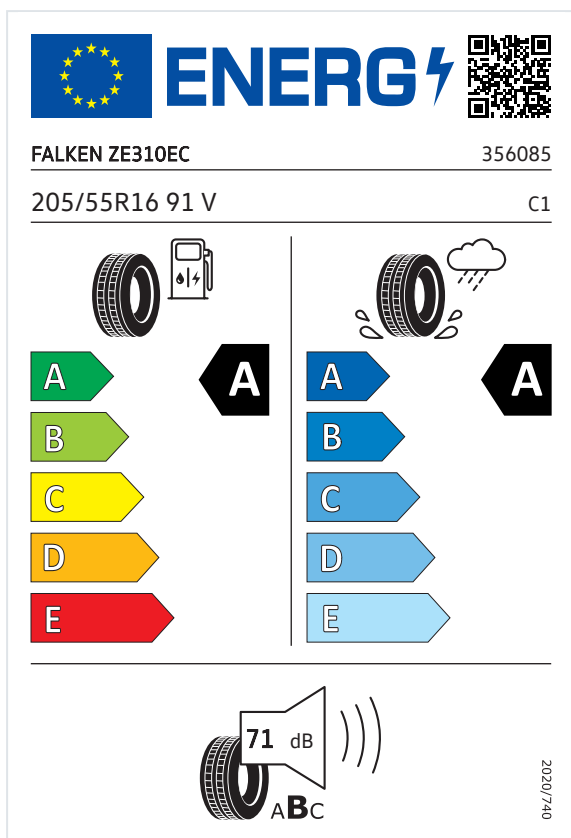 ENERG
FALKEN ZE310EC 356085
205/55R16 91 V C1
A A
B
C
D
E
A A
B
C
D
E
71 dB
ABC
2020/740